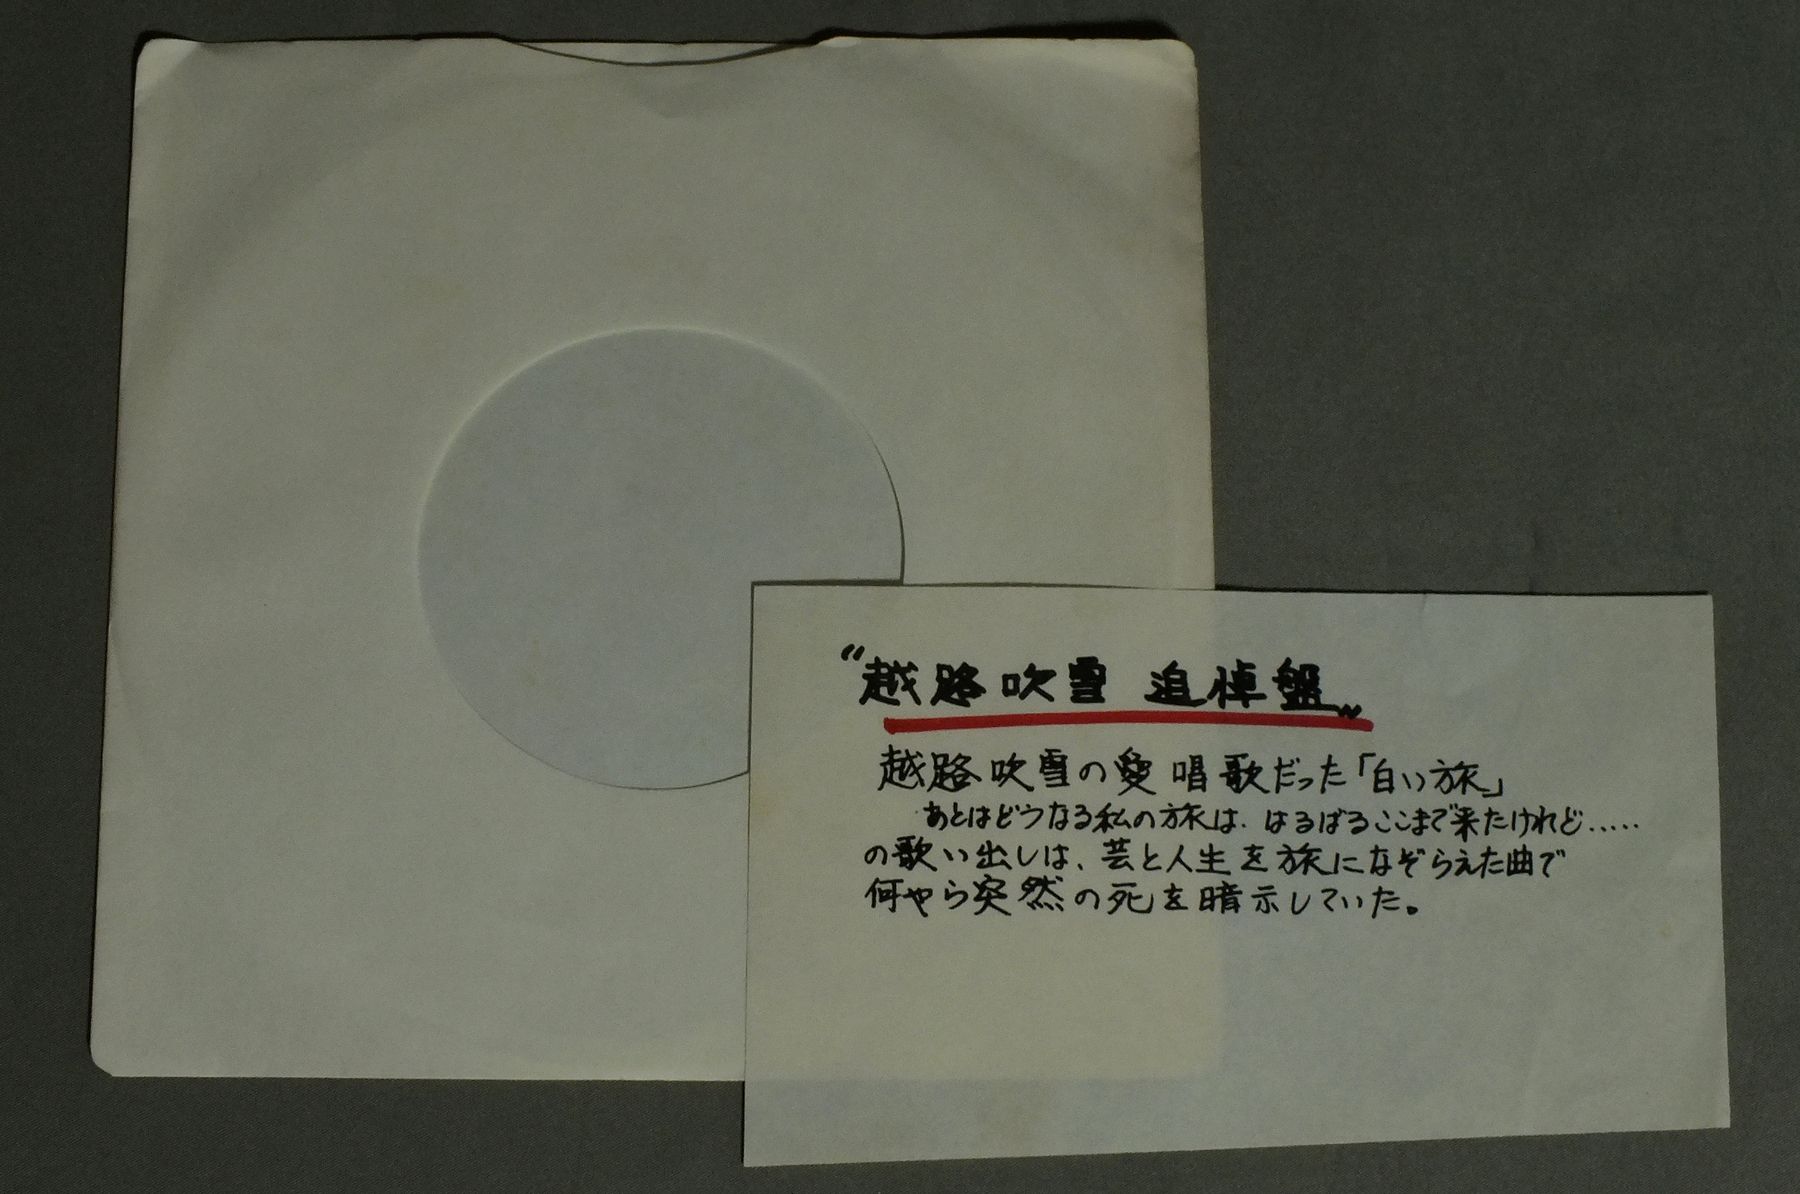 〝越路吹雪 追悼盤〟
越路吹雪の愛唱歌だった「白い旅」
あとはどうなる私の旅は、はるばるここまで来たけれど.....
の歌い出しは、芸と人生を旅になぞらえた曲で
何やら突然の死を暗示していた。